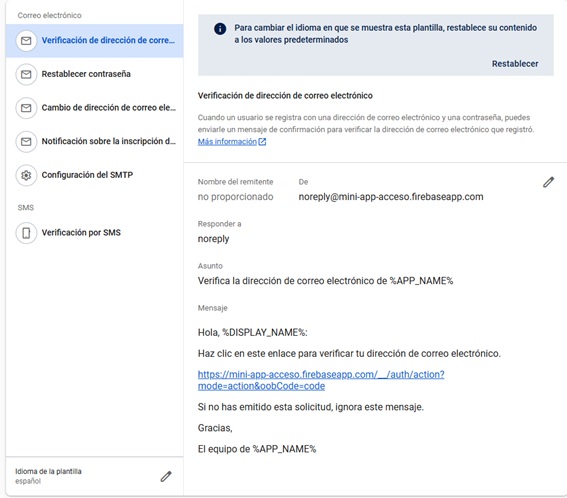 Correo electrónico
Verificación de dirección de corre...
Restablecer contraseña
Cambio de dirección de correo ele...
Notificación sobre la inscripción d...
Configuración del SMTP
SMS
Verificación por SMS
Idioma de la plantilla
español
Para cambiar el idioma en que se muestra esta plantilla, restablece su contenido
a los valores predeterminados
Restablecer
Verificación de dirección de correo electrónico
Cuando un usuario se registra con una dirección de correo electrónico y una contraseña, puedes
enviarle un mensaje de confirmación para verificar la dirección de correo electrónico que registró.
Más información
Nombre del remitente
no proporcionado
De
noreply@mini-app-acceso.firebaseapp.com
Responder a
noreply
Asunto
Verifica la dirección de correo electrónico de %APP_NAME%
Mensaje
Hola, %DISPLAY_NAME%:
Haz clic en este enlace para verificar tu dirección de correo electrónico.
https://mini-app-acceso.firebaseapp.com/__/auth/action?
mode=action&oobCode=code
Si no has emitido esta solicitud, ignora este mensaje.
Gracias,
El equipo de %APP_NAME%